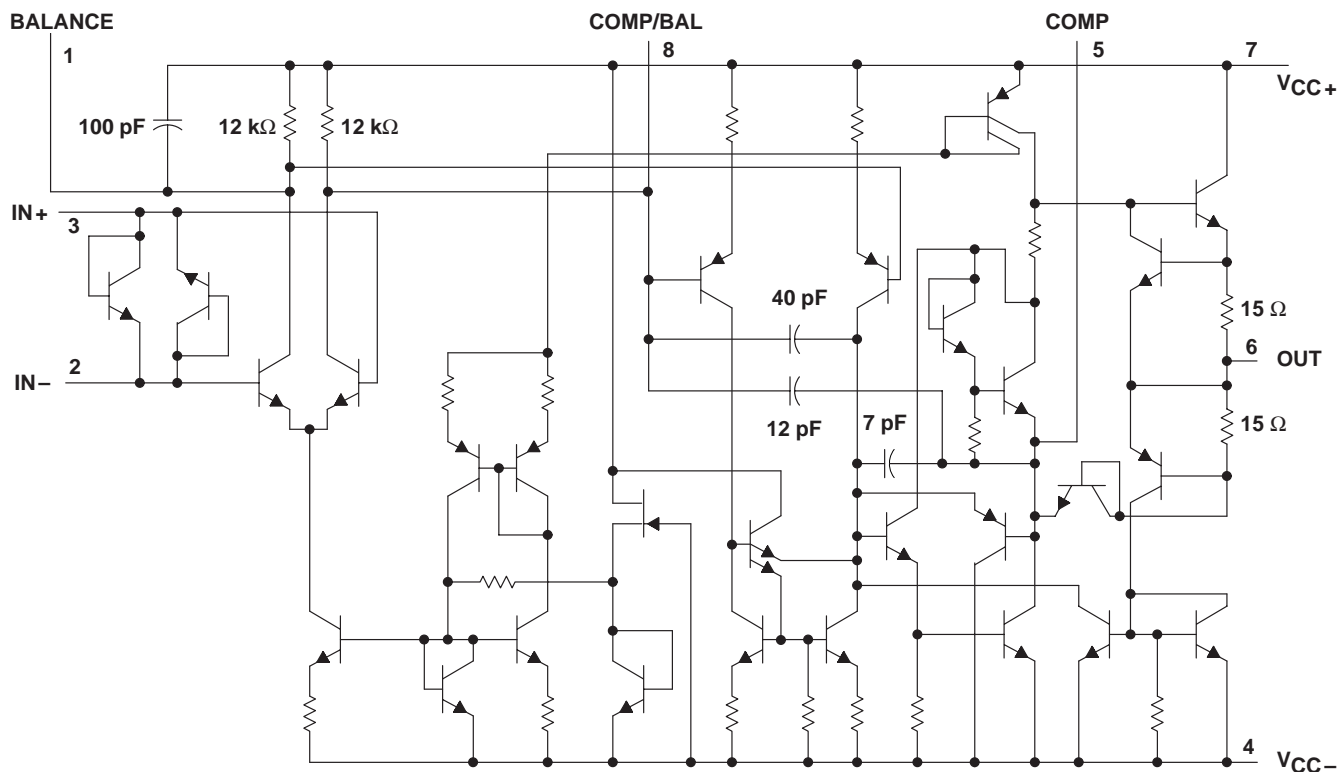 BALANCE
COMP/BAL
COMP
1
8
5
7
VCC+
100 pF
12 kΩ
12 kΩ
IN+
3
40 pF
15 Ω
2
IN−
6
OUT
12 pF
7 pF
15 Ω
4
VCC−